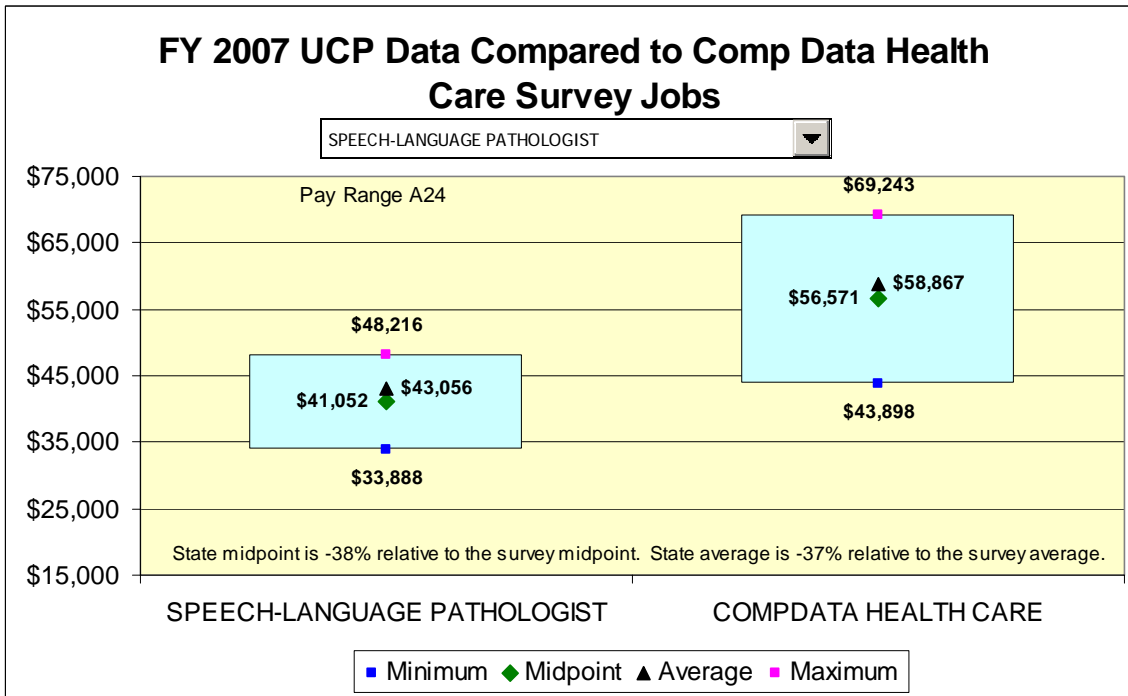 FY 2007 UCP Data Compared to Comp Data Health
Care Survey Jobs
SPEECH-LANGUAGE PATHOLOGIST
$75,000
$65,000
$55,000
$45,000
$35,000
$25,000
$15,000
Pay Range A24
$48,216
$41,052
$43,056
$33,888
$69,243
$56,571
$58,867
$43,898
State midpoint is -38% relative to the survey midpoint. State average is -37% relative to the survey average.
SPEECH-LANGUAGE PATHOLOGIST
COMPDATA HEALTH CARE
Minimum Midpoint Average Maximum